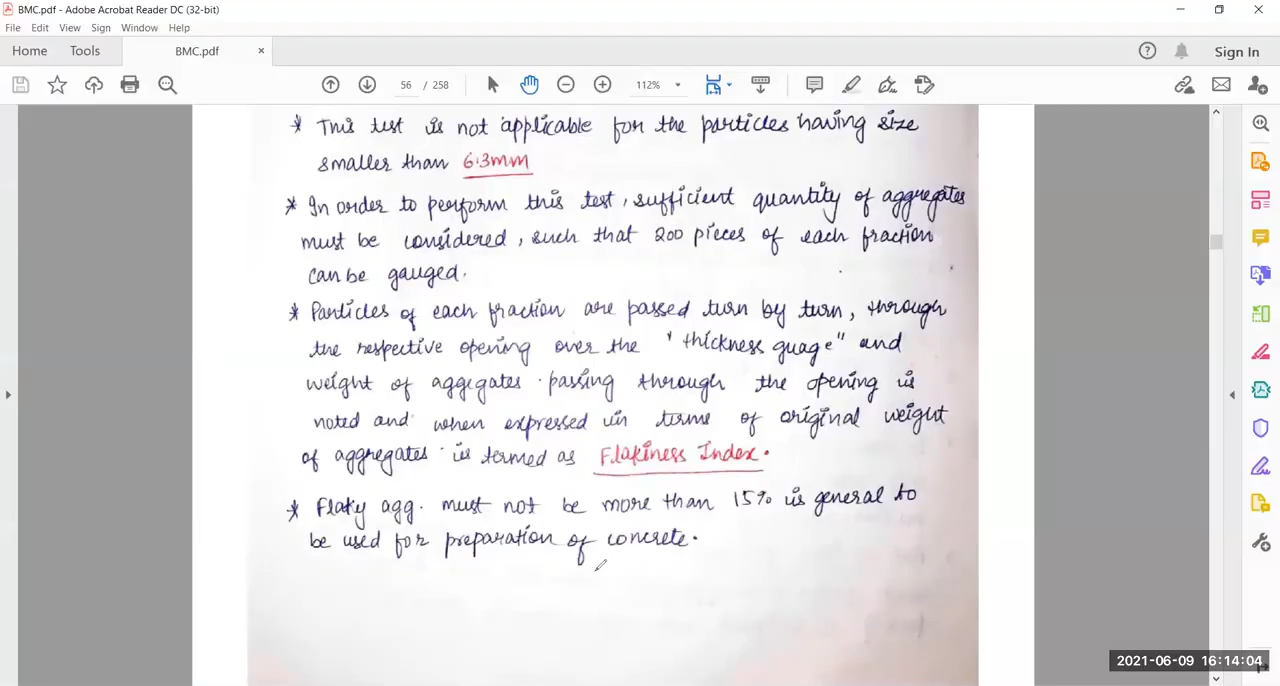 BMC.pdf - Adobe Acrobat Reader DC (32-bit)
File Edit View Sign Window Help
Home Tools BMC.pdf × Sign In
56 / 258 112%
* This test is not applicable for the particles having size
smaller than 6.3mm
* In order to perform this test, sufficient quantity of aggregates
must be considered, such that 200 pieces of each fraction
can be gauged.
* Particles of each fraction are passed turn by turn, through
the respective opening over the "thickness guage" and
weight of aggegates passing through the opening is
noted and when expressed in terms of original weight
of aggregates is termed as Flakiness Index.
* Flaky agg. must not be more than 15% is general to
be used for preparation of concrete.
2021-06-09 16:14:04